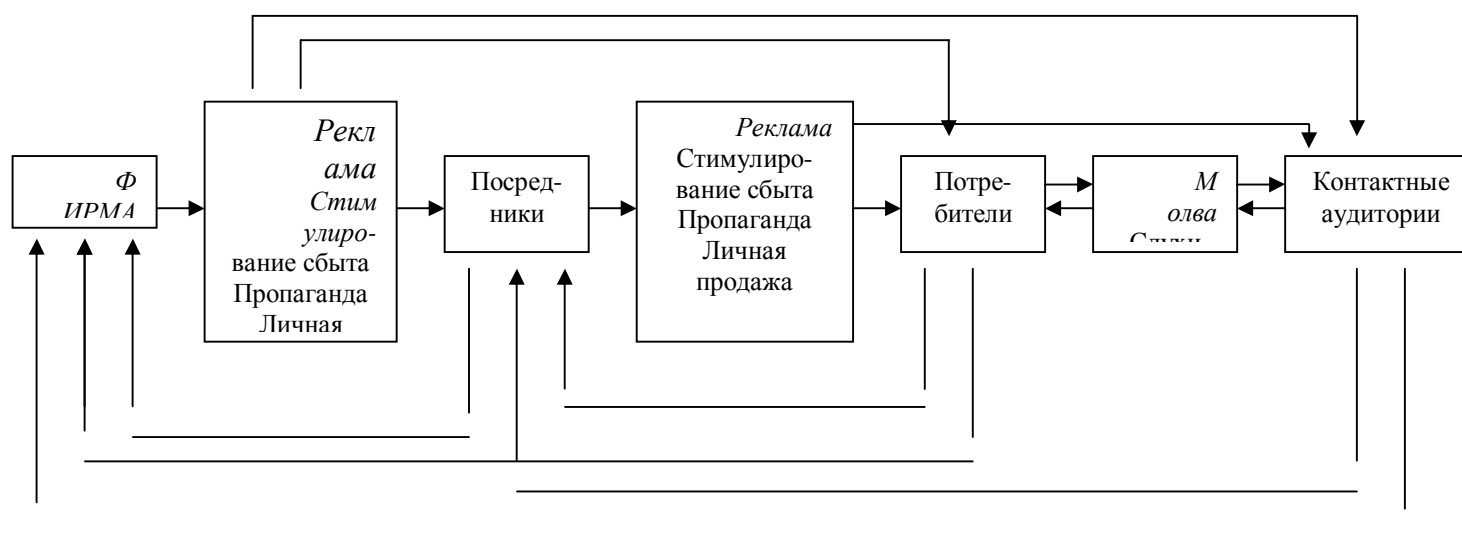 Ф
ИРМА
Рекл
ама
Стим
улиро-
вание сбыта
Пропаганда
Личная
Посред-
ники
Реклама
Стимулиро-
вание сбыта
Пропаганда
Личная
продажа
Потре-
бители
М
олва
Слухи
Контактные
аудитории